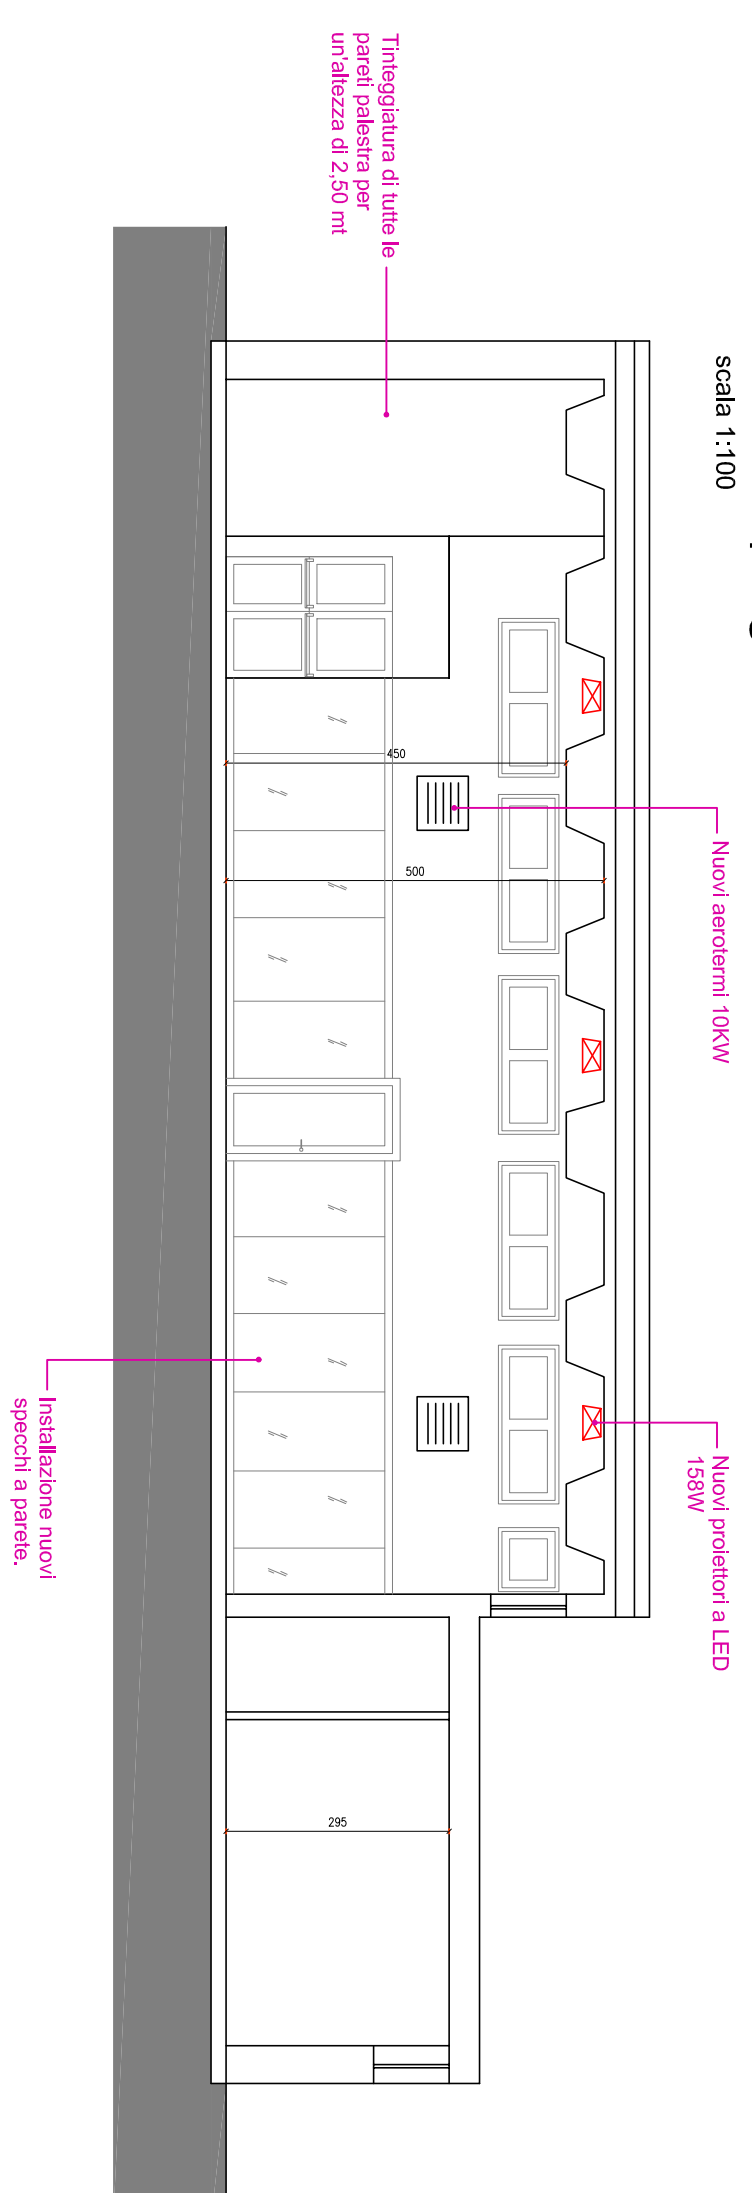 scala 1:100
Tinteggiatura di tutte le
pareti palestra per
un'altezza di 2,50 mt
Nuovi aerotermi 10KW
Nuovi proiettori a LED
158W
450
500
295
Installazione nuovi
specchi a parete.